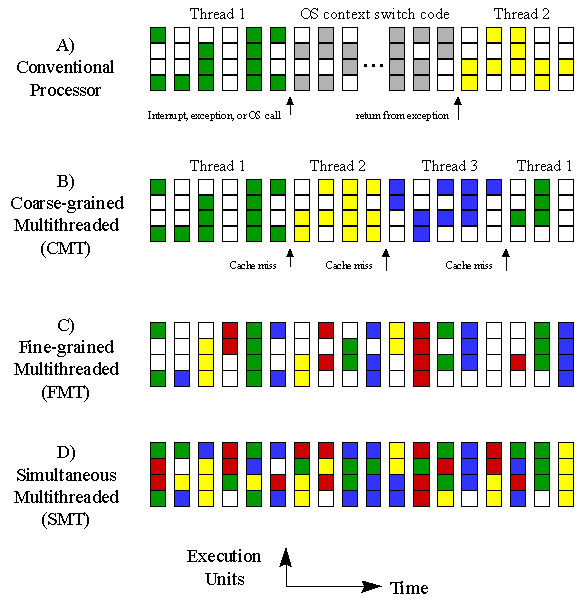 Thread 1 OS context switch code Thread 2
A)
Conventional
Processor
...
Interrupt, exception, or OS call return from exception
Thread 1 Thread 2 Thread 3 Thread 1
B)
Coarse-grained
Multithreaded
(CMT)
Cache miss Cache miss Cache miss
C)
Fine-grained
Multithreaded
(FMT)
D)
Simultaneous
Multithreaded
(SMT)
Execution
Units
Time